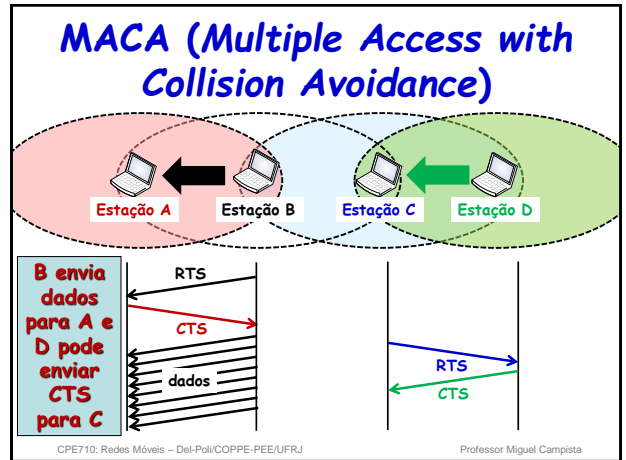 MACA (Multiple Access with
Collision Avoidance)
Estação A
Estação B
Estação C
Estação D
B envia
dados
para A e
D pode
enviar
CTS
para C
RTS
CTS
dados
RTS
CTS
CPE710: Redes Móveis – Del-Poli/COPPE-PEE/UFRJ
Professor Miguel Campista